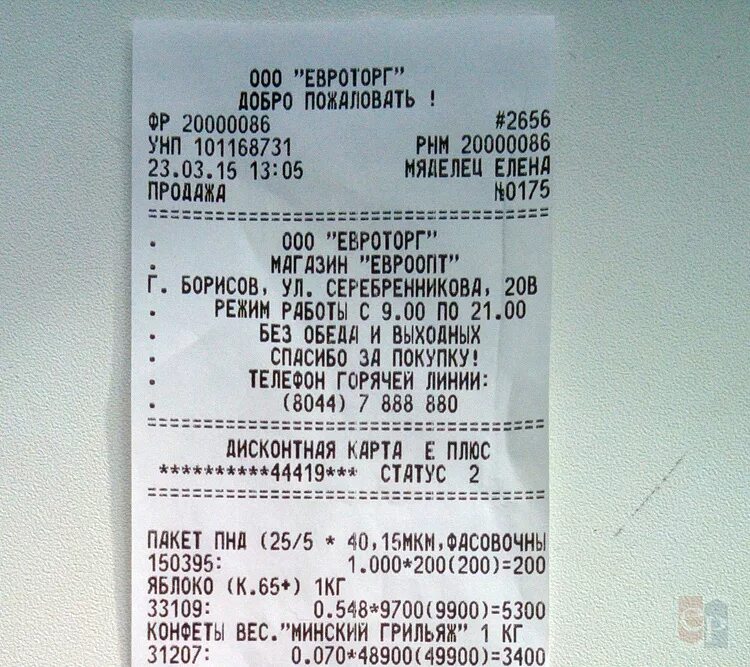 ООО "ЕВРОТОРГ"
ДОБРО ПОЖАЛОВАТЬ !
ФР 20000086 #2656
УНП 101168731 РНМ 20000086
23.03.15 13:05 МЯДЕЛЕЦ ЕЛЕНА
ПРОДАЖА №0175
. ООО "ЕВРОТОРГ"
. МАГАЗИН "ЕВРООПТ"
Г. БОРИСОВ, УЛ. СЕРЕБРЕННИКОВА, 20В
. РЕЖИМ РАБОТЫ С 9.00 ПО 21.00
. БЕЗ ОБЕДА И ВЫХОДНЫХ
. СПАСИБО ЗА ПОКУПКУ!
. ТЕЛЕФОН ГОРЯЧЕЙ ЛИНИИ:
. (8044) 7 888 880
ДИСКОНТНАЯ КАРТА Е ПЛЮС
**********44419*** СТАТУС 2
ПАКЕТ ПНД (25/5 * 40,15МКМ,ФАСОВОЧНЫ
150395: 1.000*200(200)=200
ЯБЛОКО (К.65+) 1КГ
33109: 0.548*9700(9900)=5300
КОНФЕТЫ ВЕС."МИНСКИЙ ГРИЛЬЯЖ" 1 КГ
31207: 0.070*48900(49900)=3400